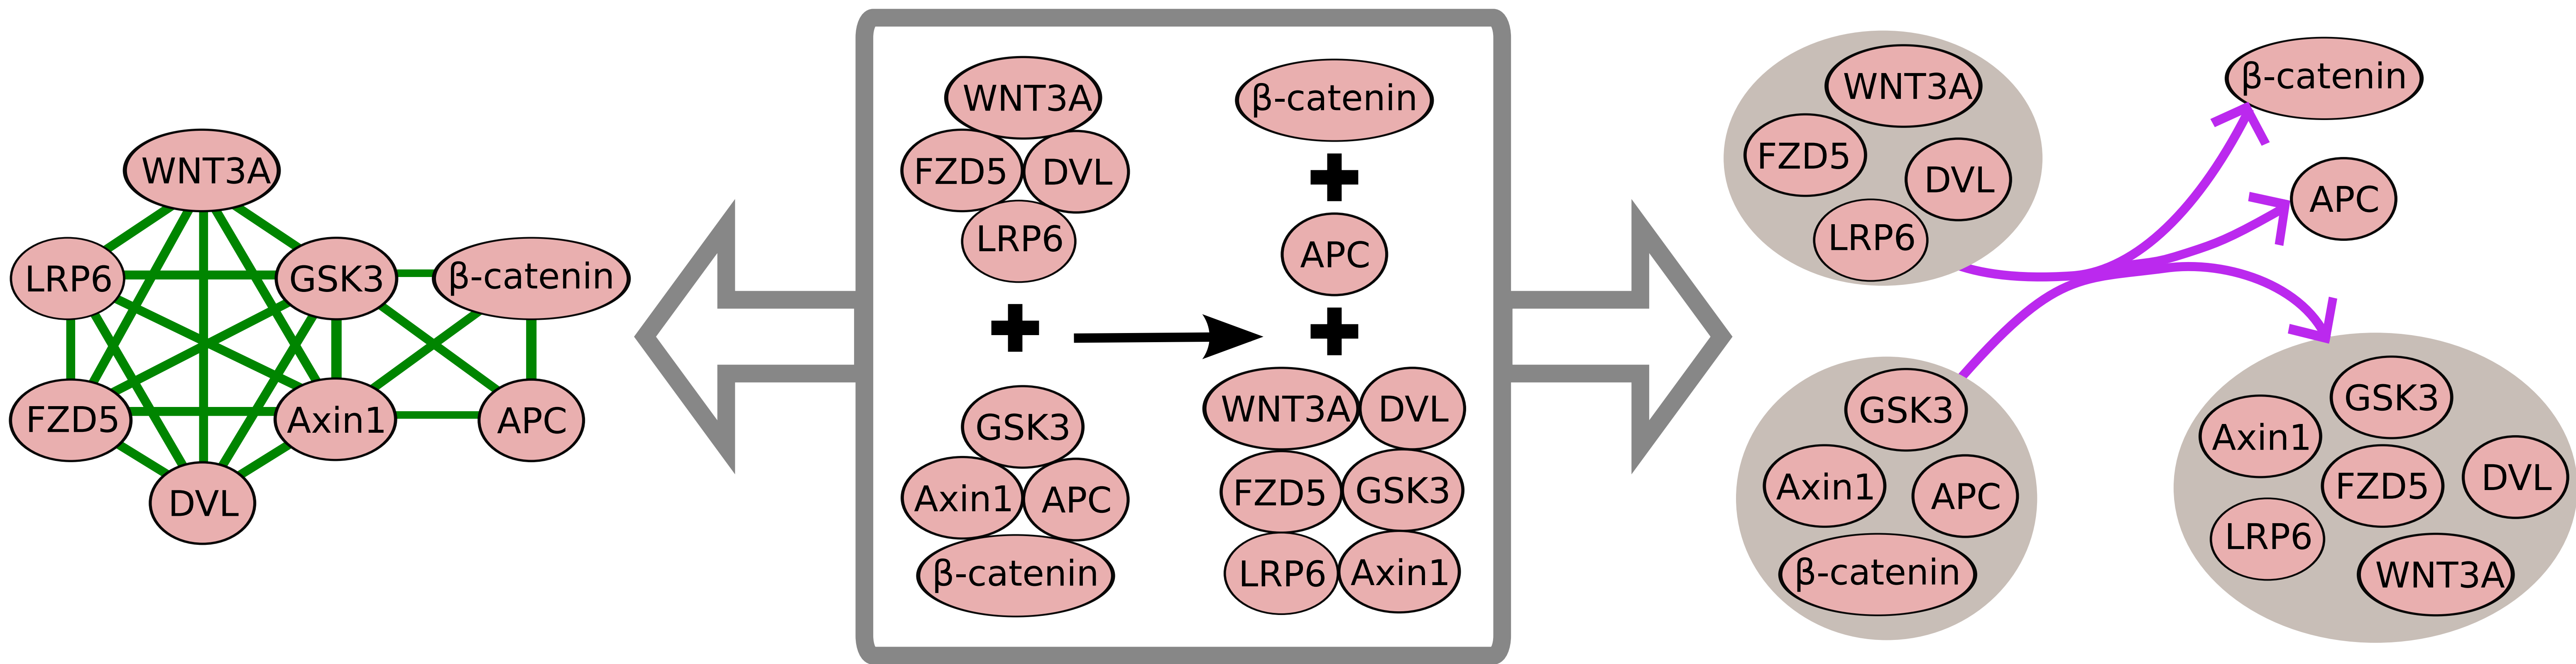 WNT3A
LRP6
GSK3
β-catenin
FZD5
Axin1
APC
DVL
WNT3A
FZD5
DVL
LRP6
GSK3
Axin1
APC
β-catenin
β-catenin
APC
WNT3A
DVL
FZD5
GSK3
LRP6
Axin1
WNT3A
FZD5
DVL
LRP6
GSK3
Axin1
APC
β-catenin
β-catenin
APC
GSK3
Axin1
FZD5
DVL
LRP6
WNT3A